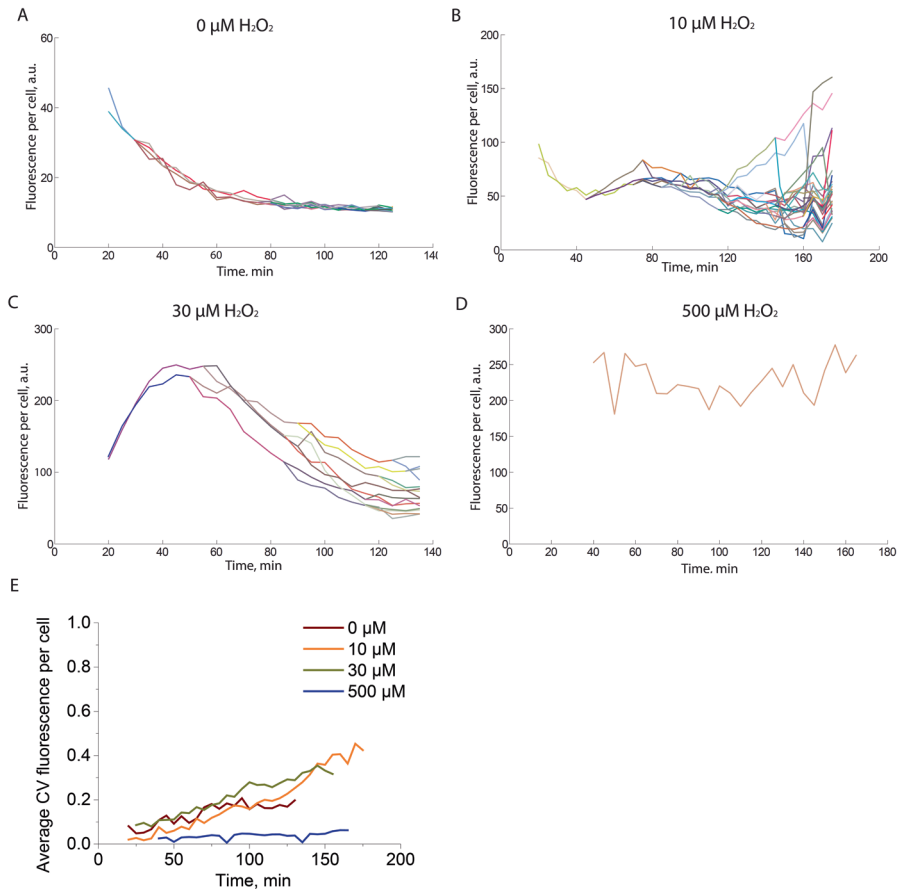 A
0 µM H₂O₂
Fluorescence per cell, a.u.
60
40
20
0
0 20 40 60 80 100 120 140
Time, min
B
10 µM H₂O₂
Fluorescence per cell, a.u.
200
150
100
50
0
0 40 80 120 160 200
Time, min
C
30 µM H₂O₂
Fluorescence per cell, a.u.
300
200
100
0
0 20 40 60 80 100 120 140
Time, min
D
500 µM H₂O₂
Fluorescence per cell, a.u.
300
250
200
150
100
50
0
0 20 40 60 80 100 120 140 160 180
Time, min
E
Average CV fluorescence per cell
1.0
0.8
0.6
0.4
0.2
0.0
0 50 100 150 200
Time, min
0 µM
10 µM
30 µM
500 µM